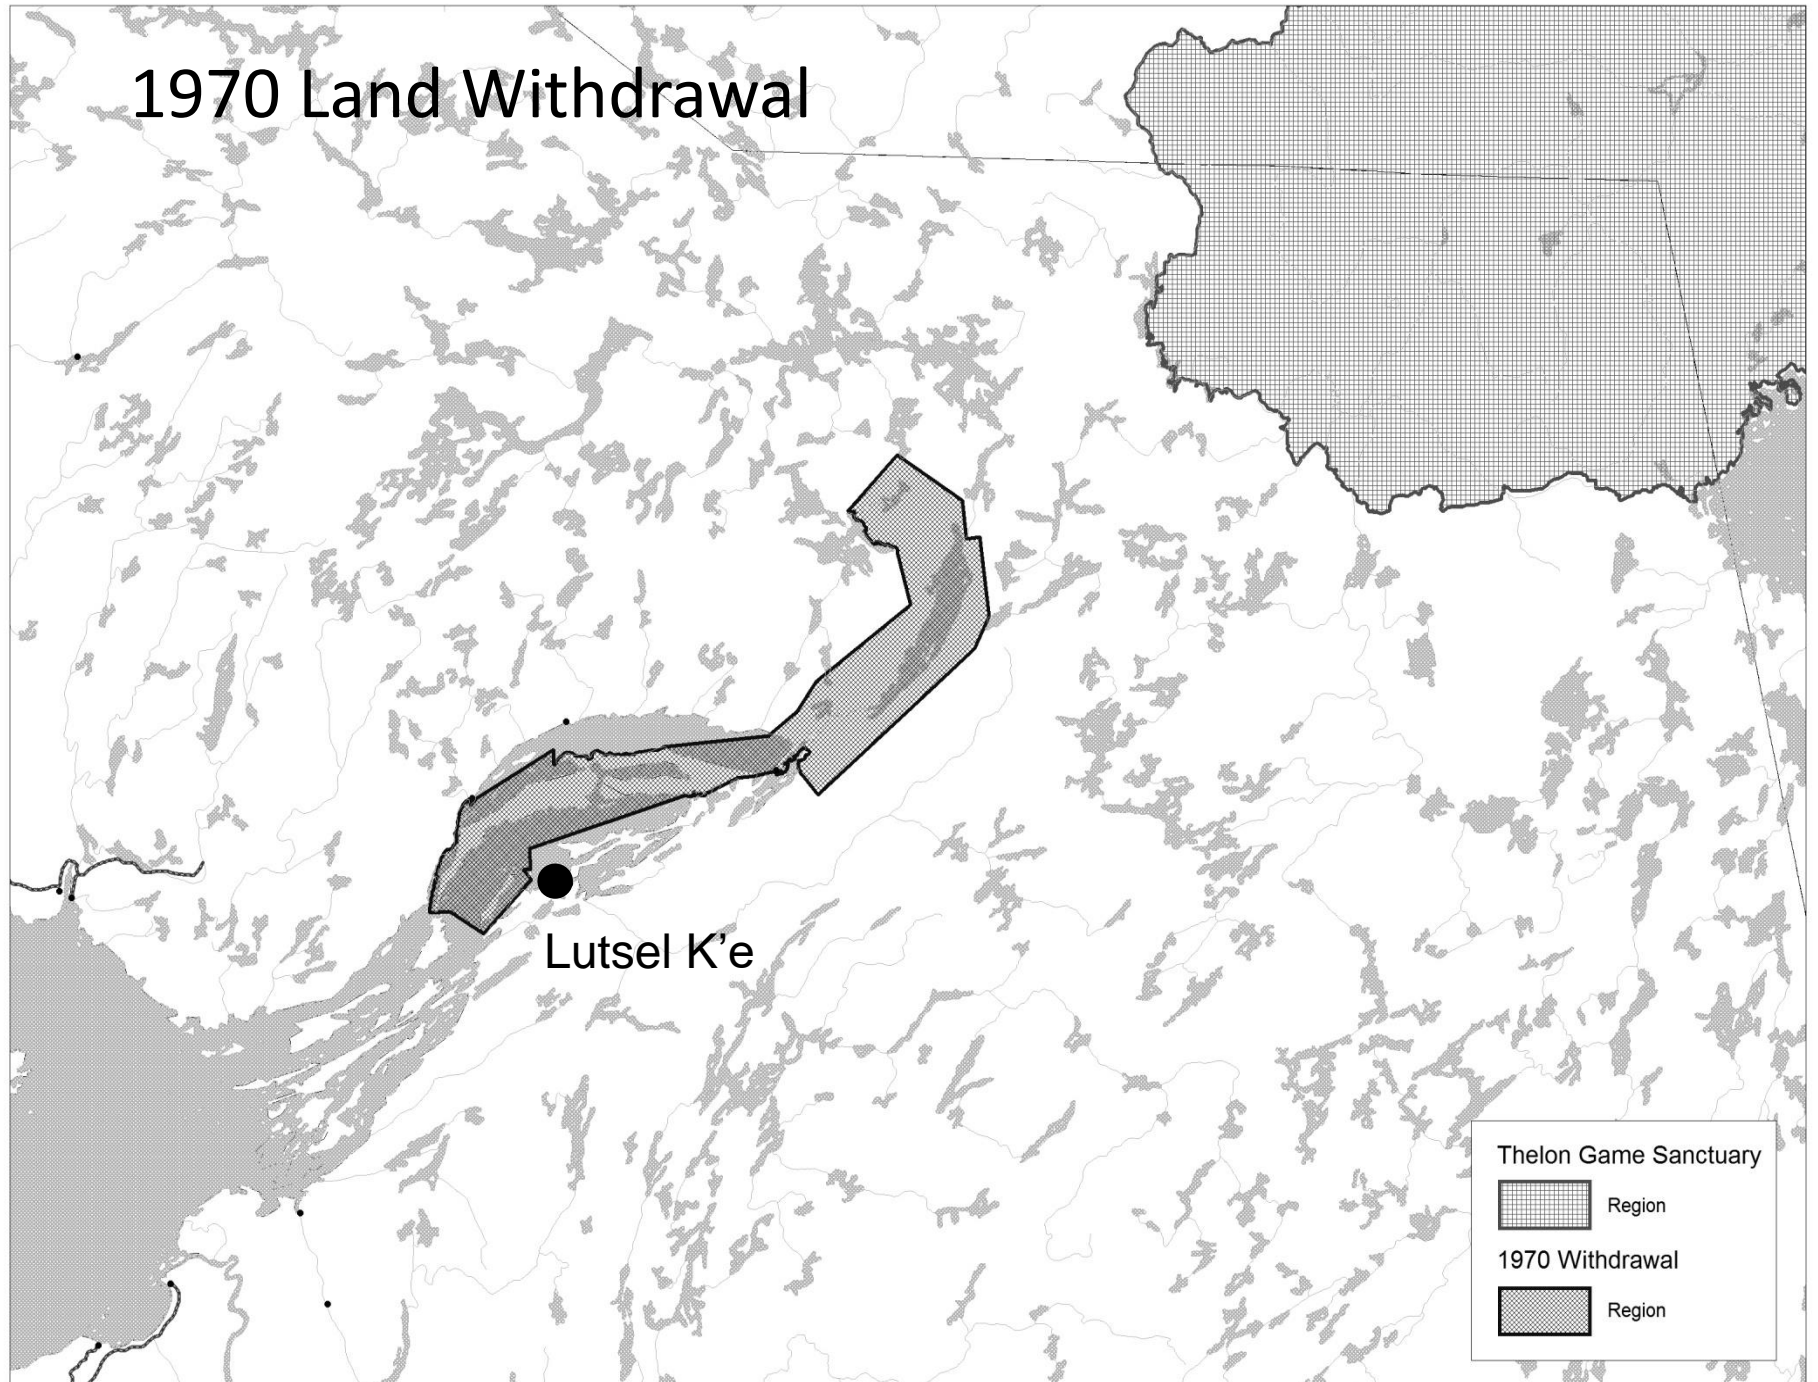 1970 Land Withdrawal
Lutsel K’e
Thelon Game Sanctuary
Region
1970 Withdrawal
Region